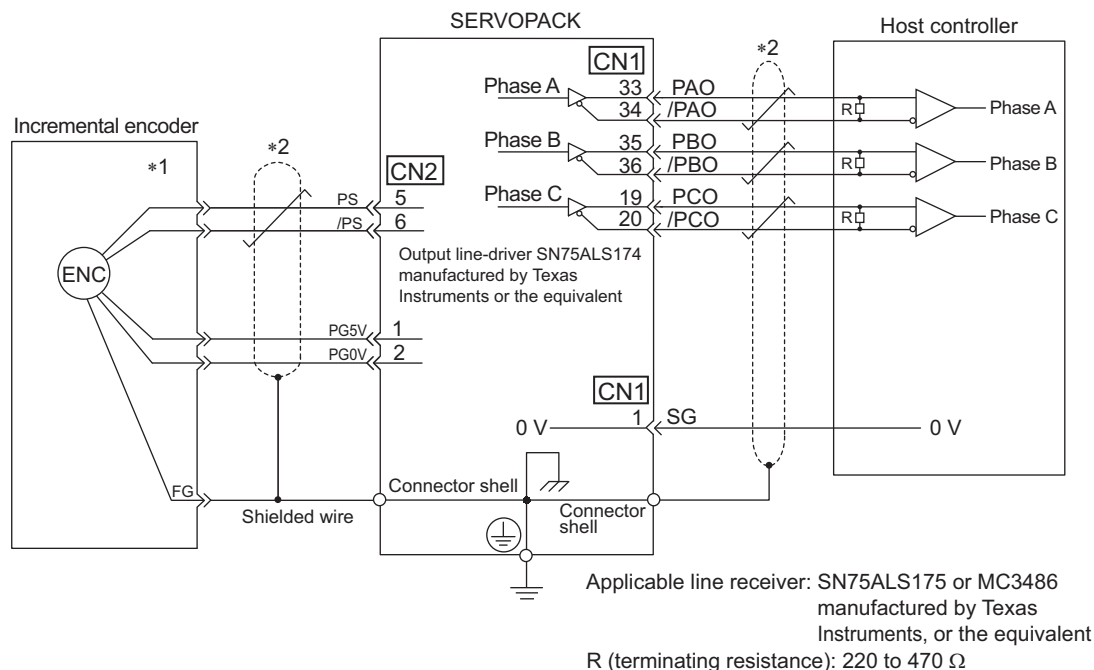 SERVOPACK
Host controller
CN1
*2
Phase A
33
PAO
34
/PAO
R
Phase A
Phase B
35
PBO
36
/PBO
R
Phase B
Phase C
19
PCO
20
/PCO
R
Phase C
Incremental encoder
*1
*2
CN2
PS
5
/PS
6
ENC
Output line-driver SN75ALS174
manufactured by Texas
Instruments or the equivalent
PG5V
1
PG0V
2
CN1
0 V
1
SG
0 V
FG
Shielded wire
Connector shell
Connector
shell
Applicable line receiver: SN75ALS175 or MC3486
manufactured by Texas
Instruments, or the equivalent
R (terminating resistance): 220 to 470 Ω